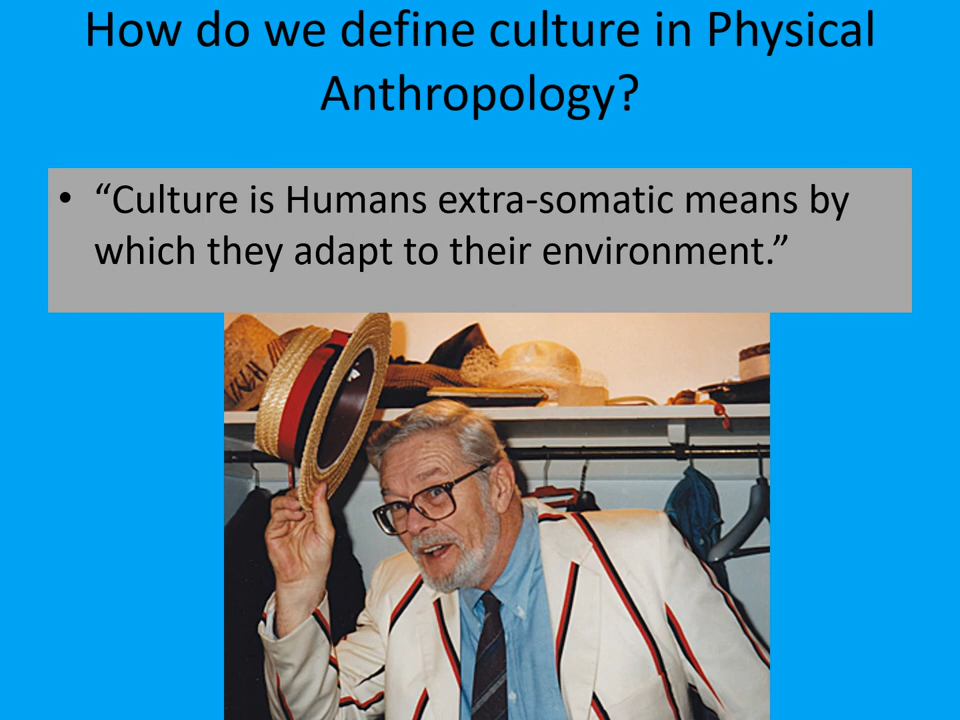 How do we define culture in Physical
Anthropology?
• “Culture is Humans extra-somatic means by
which they adapt to their environment.”